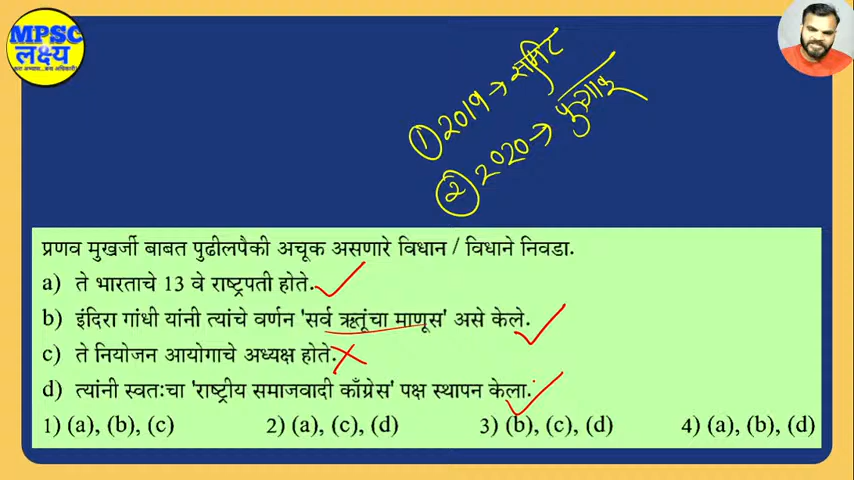 MPSC
लक्ष्य
① 2019 →
② 2020 →
प्रणव मुखर्जी बाबत पुढीलपैकी अचूक असणारे विधान / विधाने निवडा.
a) ते भारताचे 13 वे राष्ट्रपती होते.
b) इंदिरा गांधी यांनी त्यांचे वर्णन 'सर्व ऋतूंचा माणूस' असे केले.
c) ते नियोजन आयोगाचे अध्यक्ष होते.
d) त्यांनी स्वतःचा 'राष्ट्रीय समाजवादी काँग्रेस' पक्ष स्थापन केला.
1) (a), (b), (c) 2) (a), (c), (d) 3) (b), (c), (d) 4) (a), (b), (d)